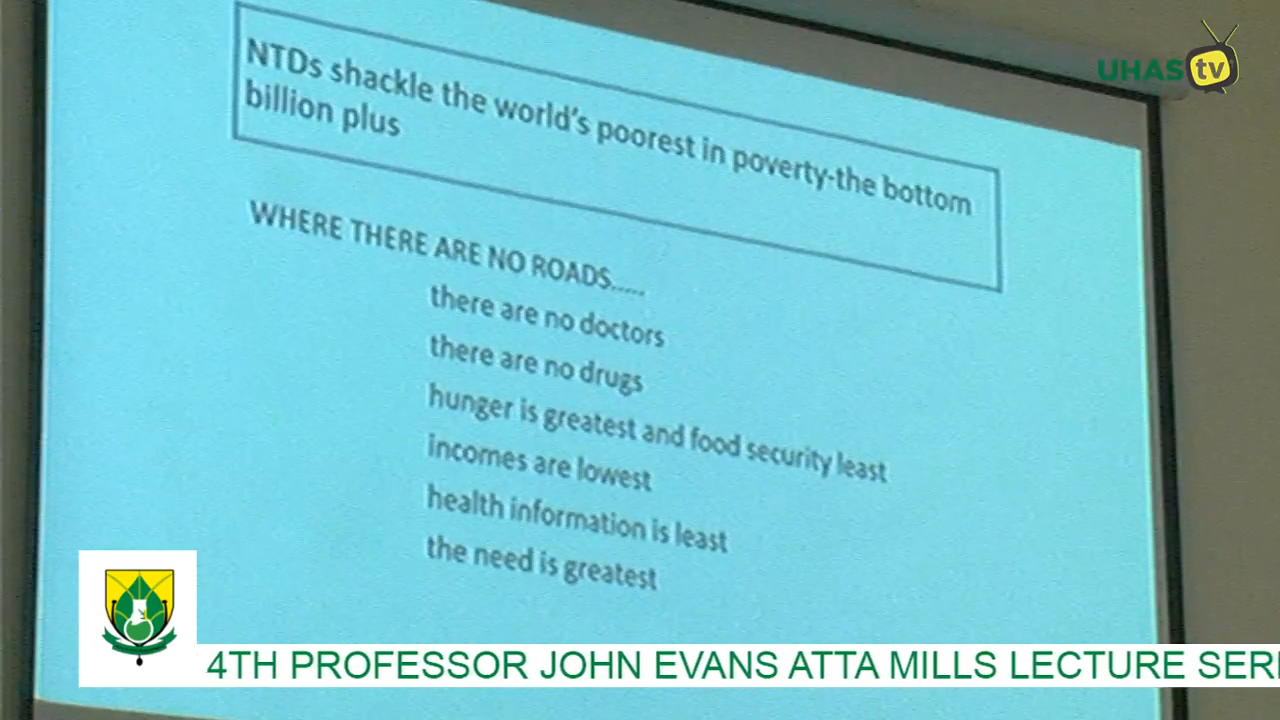 UHAS tv
NTDs shackle the world's poorest in poverty-the bottom
billion plus
WHERE THERE ARE NO ROADS.....
there are no doctors
there are no drugs
hunger is greatest and food security least
incomes are lowest
health information is least
the need is greatest
4TH PROFESSOR JOHN EVANS ATTA MILLS LECTURE SERI